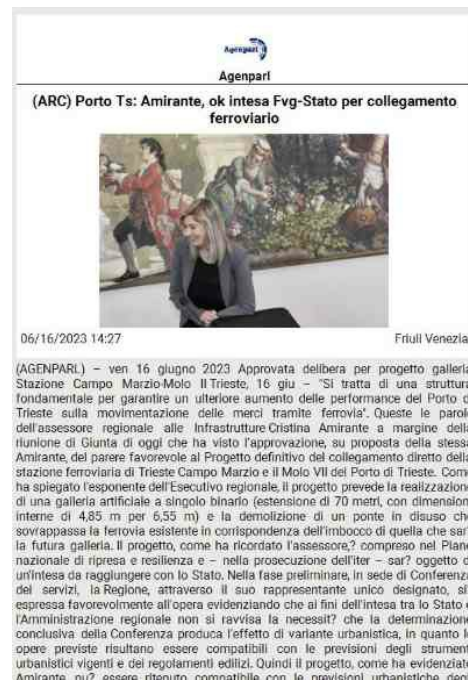 Agenparl
Agenparl
(ARC) Porto Ts: Amirante, ok intesa Fvg-Stato per collegamento
ferroviario
06/16/2023 14:27
Friuli Venezia
(AGENPARL) – ven 16 giugno 2023 Approvata delibera per progetto galleria
Stazione Campo Marzio-Molo II Trieste, 16 giu – "Si tratta di una struttura
fondamentale per garantire un ulteriore aumento delle performance del Porto d
Trieste sulla movimentazione delle merci tramite ferrovia". Queste le parol
dell'assessore regionale alle Infrastrutture Cristina Amirante a margine della
riunione di Giunta di oggi che ha visto l'approvazione, su proposta della stessa
Amirante, del parere favorevole al Progetto definitivo del collegamento diretto della
stazione ferroviaria di Trieste Campo Marzio e il Molo VII del Porto di Trieste. Com
ha spiegato l'esponente dell'Esecutivo regionale, il progetto prevede la realizzazion
di una galleria artificiale a singolo binario (estensione di 70 metri, con dimension
interne di 4,85 m per 6,55 m) e la demolizione di un ponte in disuso ch
sovrappassa la ferrovia esistente in corrispondenza dell'imbocco di quella che sar
la futura galleria. Il progetto, come ha ricordato l'assessore,? compreso nel Piano
nazionale di ripresa e resilienza e – nella prosecuzione dell'iter – sar? oggetto d
un'intesa da raggiungere con lo Stato. Nella fase preliminare, in sede di Conferenza
dei servizi, la Regione, attraverso il suo rappresentante unico designato, si
espressa favorevolmente all'opera evidenziando che ai fini dell'intesa tra lo Stato e
l'Amministrazione regionale non si ravvisa la necessit? che la determinazione
conclusiva della Conferenza produca l'effetto di variante urbanistica, in quanto l
opere previste risultano essere compatibili con le previsioni degli strument
urbanistici vigenti e dei regolamenti edilizi. Quindi il progetto, come ha evidenziato
Amirante, pu? essere ritenuto compatibile con le previsioni urbanistiche degl